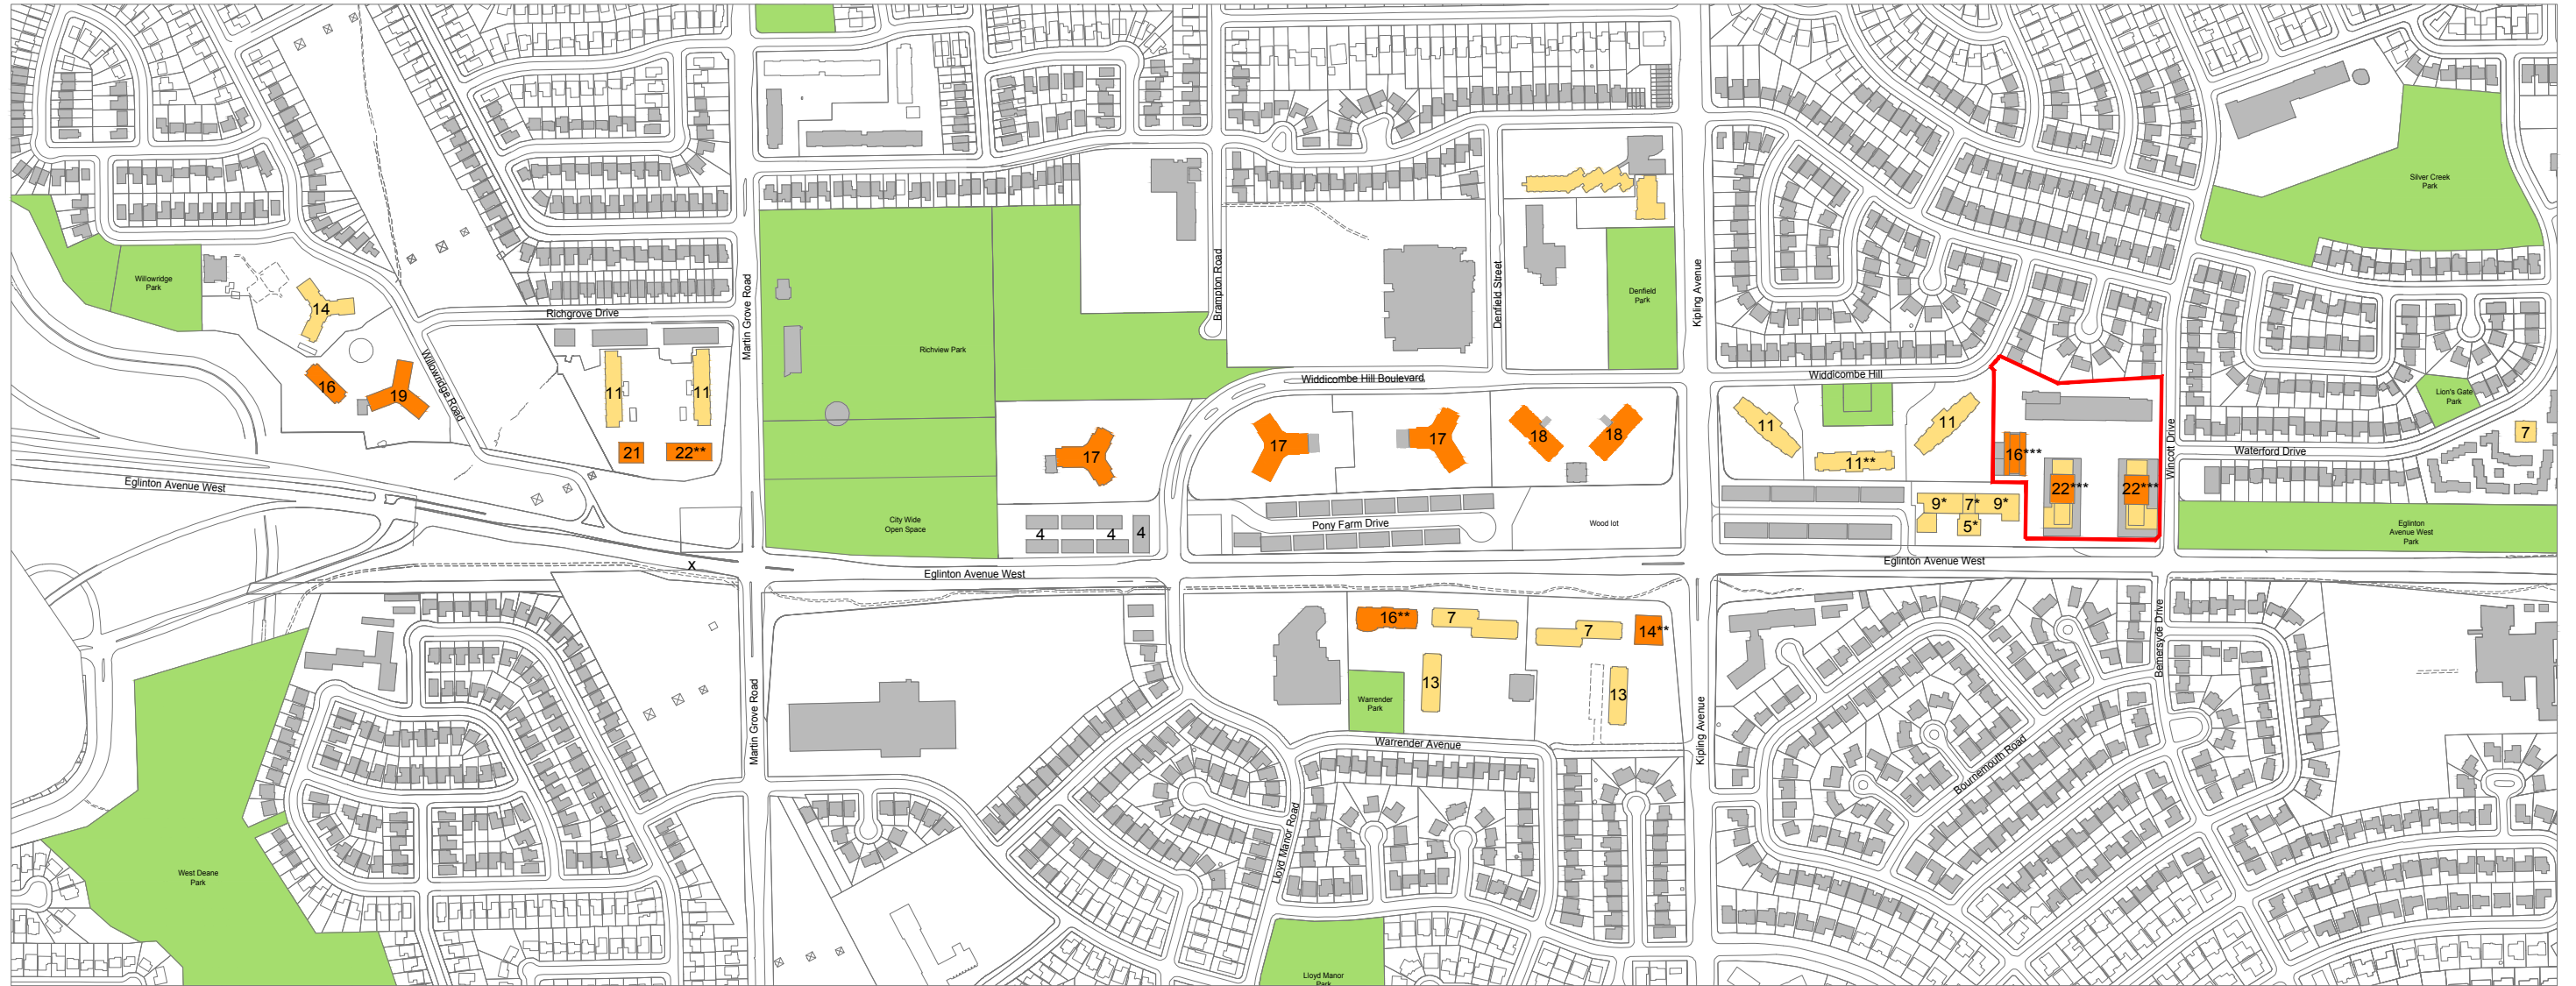 Silver Creek
Park
Willowridge
Park
14
Richgrove Drive
Martin Grove Road
Brampton Road
Denfield Street
Kipling Avenue
Denfield
Park
Richview Park
Willowridge Road
16
19
11
11
21
22**
Widdicombe Hill Boulevard
Widdicombe Hill
17
17
17
18
18
11
11
11**
16***
22***
22***
Wincott Drive
Lion's Gate
Park
7
Waterford Drive
Eglinton Avenue West
City Wide
Open Space
4
4
4
Pony Farm Drive
Wood lot
9*
7*
9*
5*
Eglinton
Avenue West
Park
x
Eglinton Avenue West
Eglinton Avenue West
16**
7
7
14**
13
13
Warrender
Park
Warrender Avenue
Martin Grove Road
Kipling Avenue
Bemersyde Drive
Bournemouth Road
Lloyd Manor Road
West Deane
Park
Lloyd Manor
Park